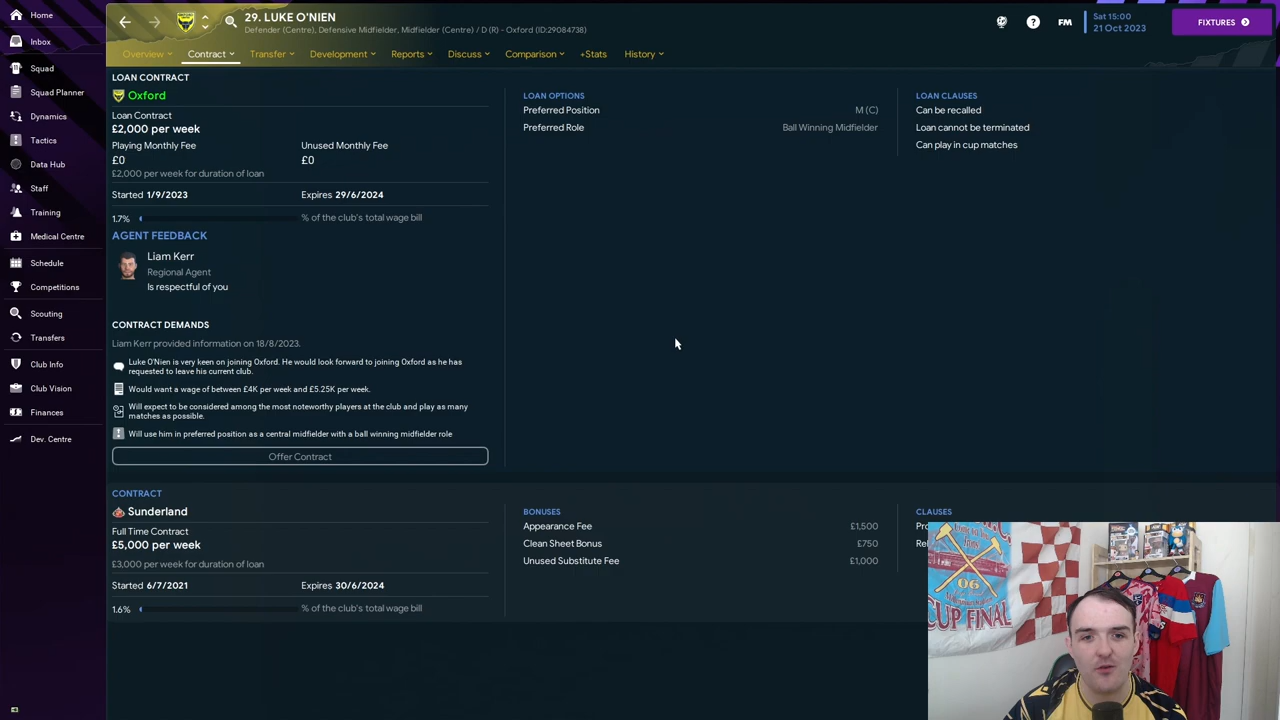 Home
Inbox
Squad
Squad Planner
Dynamics
Tactics
Data Hub
Staff
Training
Medical Centre
Schedule
Competitions
Scouting
Transfers
Club Info
Club Vision
Finances
Dev. Centre
29. LUKE O'NIEN
Defender (Centre), Defensive Midfielder, Midfielder (Centre) / D (R) - Oxford (ID:29084738)
FM
Sat 15:00
21 Oct 2023
FIXTURES
Overview
Contract
Transfer
Development
Reports
Discuss
Comparison
+Stats
History
LOAN CONTRACT
Oxford
Loan Contract
£2,000 per week
Playing Monthly Fee Unused Monthly Fee
£0 £0
£2,000 per week for duration of loan
Started 1/9/2023 Expires 29/6/2024
1.7% % of the club's total wage bill
AGENT FEEDBACK
Liam Kerr
Regional Agent
Is respectful of you
CONTRACT DEMANDS
Liam Kerr provided information on 18/8/2023.
Luke O'Nien is very keen on joining Oxford. He would look forward to joining Oxford as he has
requested to leave his current club.
Would want a wage of between £4K per week and £5.25K per week.
Will expect to be considered among the most noteworthy players at the club and play as many
matches as possible.
Will use him in preferred position as a central midfielder with a ball winning midfielder role
Offer Contract
LOAN OPTIONS
Preferred Position M (C)
Preferred Role Ball Winning Midfielder
LOAN CLAUSES
Can be recalled
Loan cannot be terminated
Can play in cup matches
CONTRACT
Sunderland
Full Time Contract
£5,000 per week
£3,000 per week for duration of loan
Started 6/7/2021 Expires 30/6/2024
1.6% % of the club's total wage bill
BONUSES
Appearance Fee £1,500
Clean Sheet Bonus £750
Unused Substitute Fee £1,000
CLAUSES
06
CUP FINAL